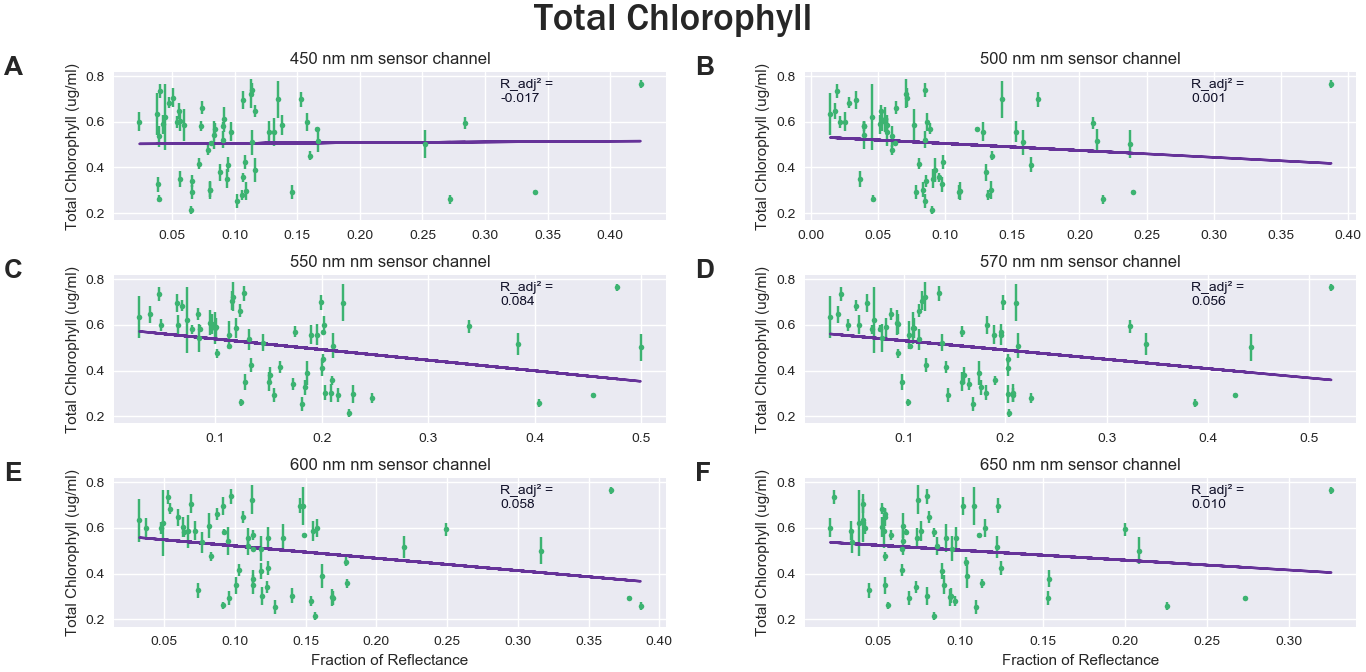 Total Chlorophyll
A
450 nm nm sensor channel
Total Chlorophyll (ug/ml)
0.8
0.6
0.4
0.2
R_adj² =
-0.017
0.05 0.10 0.15 0.20 0.25 0.30 0.35 0.40
B
500 nm nm sensor channel
Total Chlorophyll (ug/ml)
0.8
0.6
0.4
0.2
R_adj² =
0.001
0.00 0.05 0.10 0.15 0.20 0.25 0.30 0.35 0.40
C
550 nm nm sensor channel
Total Chlorophyll (ug/ml)
0.8
0.6
0.4
0.2
R_adj² =
0.084
0.1 0.2 0.3 0.4 0.5
D
570 nm nm sensor channel
Total Chlorophyll (ug/ml)
0.8
0.6
0.4
0.2
R_adj² =
0.056
0.1 0.2 0.3 0.4 0.5
E
600 nm nm sensor channel
Total Chlorophyll (ug/ml)
0.8
0.6
0.4
0.2
R_adj² =
0.058
0.05 0.10 0.15 0.20 0.25 0.30 0.35 0.40
Fraction of Reflectance
F
650 nm nm sensor channel
Total Chlorophyll (ug/ml)
0.8
0.6
0.4
0.2
R_adj² =
0.010
0.05 0.10 0.15 0.20 0.25 0.30
Fraction of Reflectance